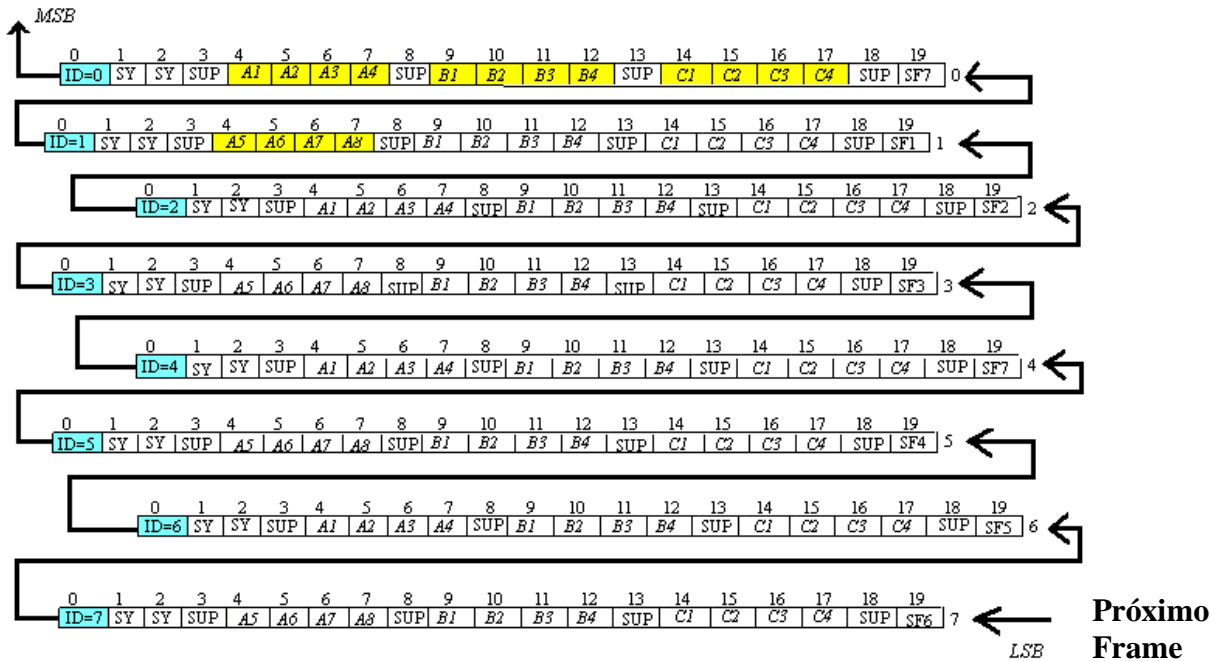 MSB
0 1 2 3 4 5 6 7 8 9 10 11 12 13 14 15 16 17 18 19
ID=0 SY SY SUP A1 A2 A3 A4 SUP B1 B2 B3 B4 SUP C1 C2 C3 C4 SUP SF7 0
0 1 2 3 4 5 6 7 8 9 10 11 12 13 14 15 16 17 18 19
ID=1 SY SY SUP A5 A6 A7 A8 SUP B1 B2 B3 B4 SUP C1 C2 C3 C4 SUP SF1 1
0 1 2 3 4 5 6 7 8 9 10 11 12 13 14 15 16 17 18 19
ID=2 SY SY SUP A1 A2 A3 A4 SUP B1 B2 B3 B4 SUP C1 C2 C3 C4 SUP SF2 2
0 1 2 3 4 5 6 7 8 9 10 11 12 13 14 15 16 17 18 19
ID=3 SY SY SUP A5 A6 A7 A8 SUP B1 B2 B3 B4 SUP C1 C2 C3 C4 SUP SF3 3
0 1 2 3 4 5 6 7 8 9 10 11 12 13 14 15 16 17 18 19
ID=4 SY SY SUP A1 A2 A3 A4 SUP B1 B2 B3 B4 SUP C1 C2 C3 C4 SUP SF7 4
0 1 2 3 4 5 6 7 8 9 10 11 12 13 14 15 16 17 18 19
ID=5 SY SY SUP A5 A6 A7 A8 SUP B1 B2 B3 B4 SUP C1 C2 C3 C4 SUP SF4 5
0 1 2 3 4 5 6 7 8 9 10 11 12 13 14 15 16 17 18 19
ID=6 SY SY SUP A1 A2 A3 A4 SUP B1 B2 B3 B4 SUP C1 C2 C3 C4 SUP SF5 6
0 1 2 3 4 5 6 7 8 9 10 11 12 13 14 15 16 17 18 19
ID=7 SY SY SUP A5 A6 A7 A8 SUP B1 B2 B3 B4 SUP C1 C2 C3 C4 SUP SF6 7
Próximo
LSB Frame